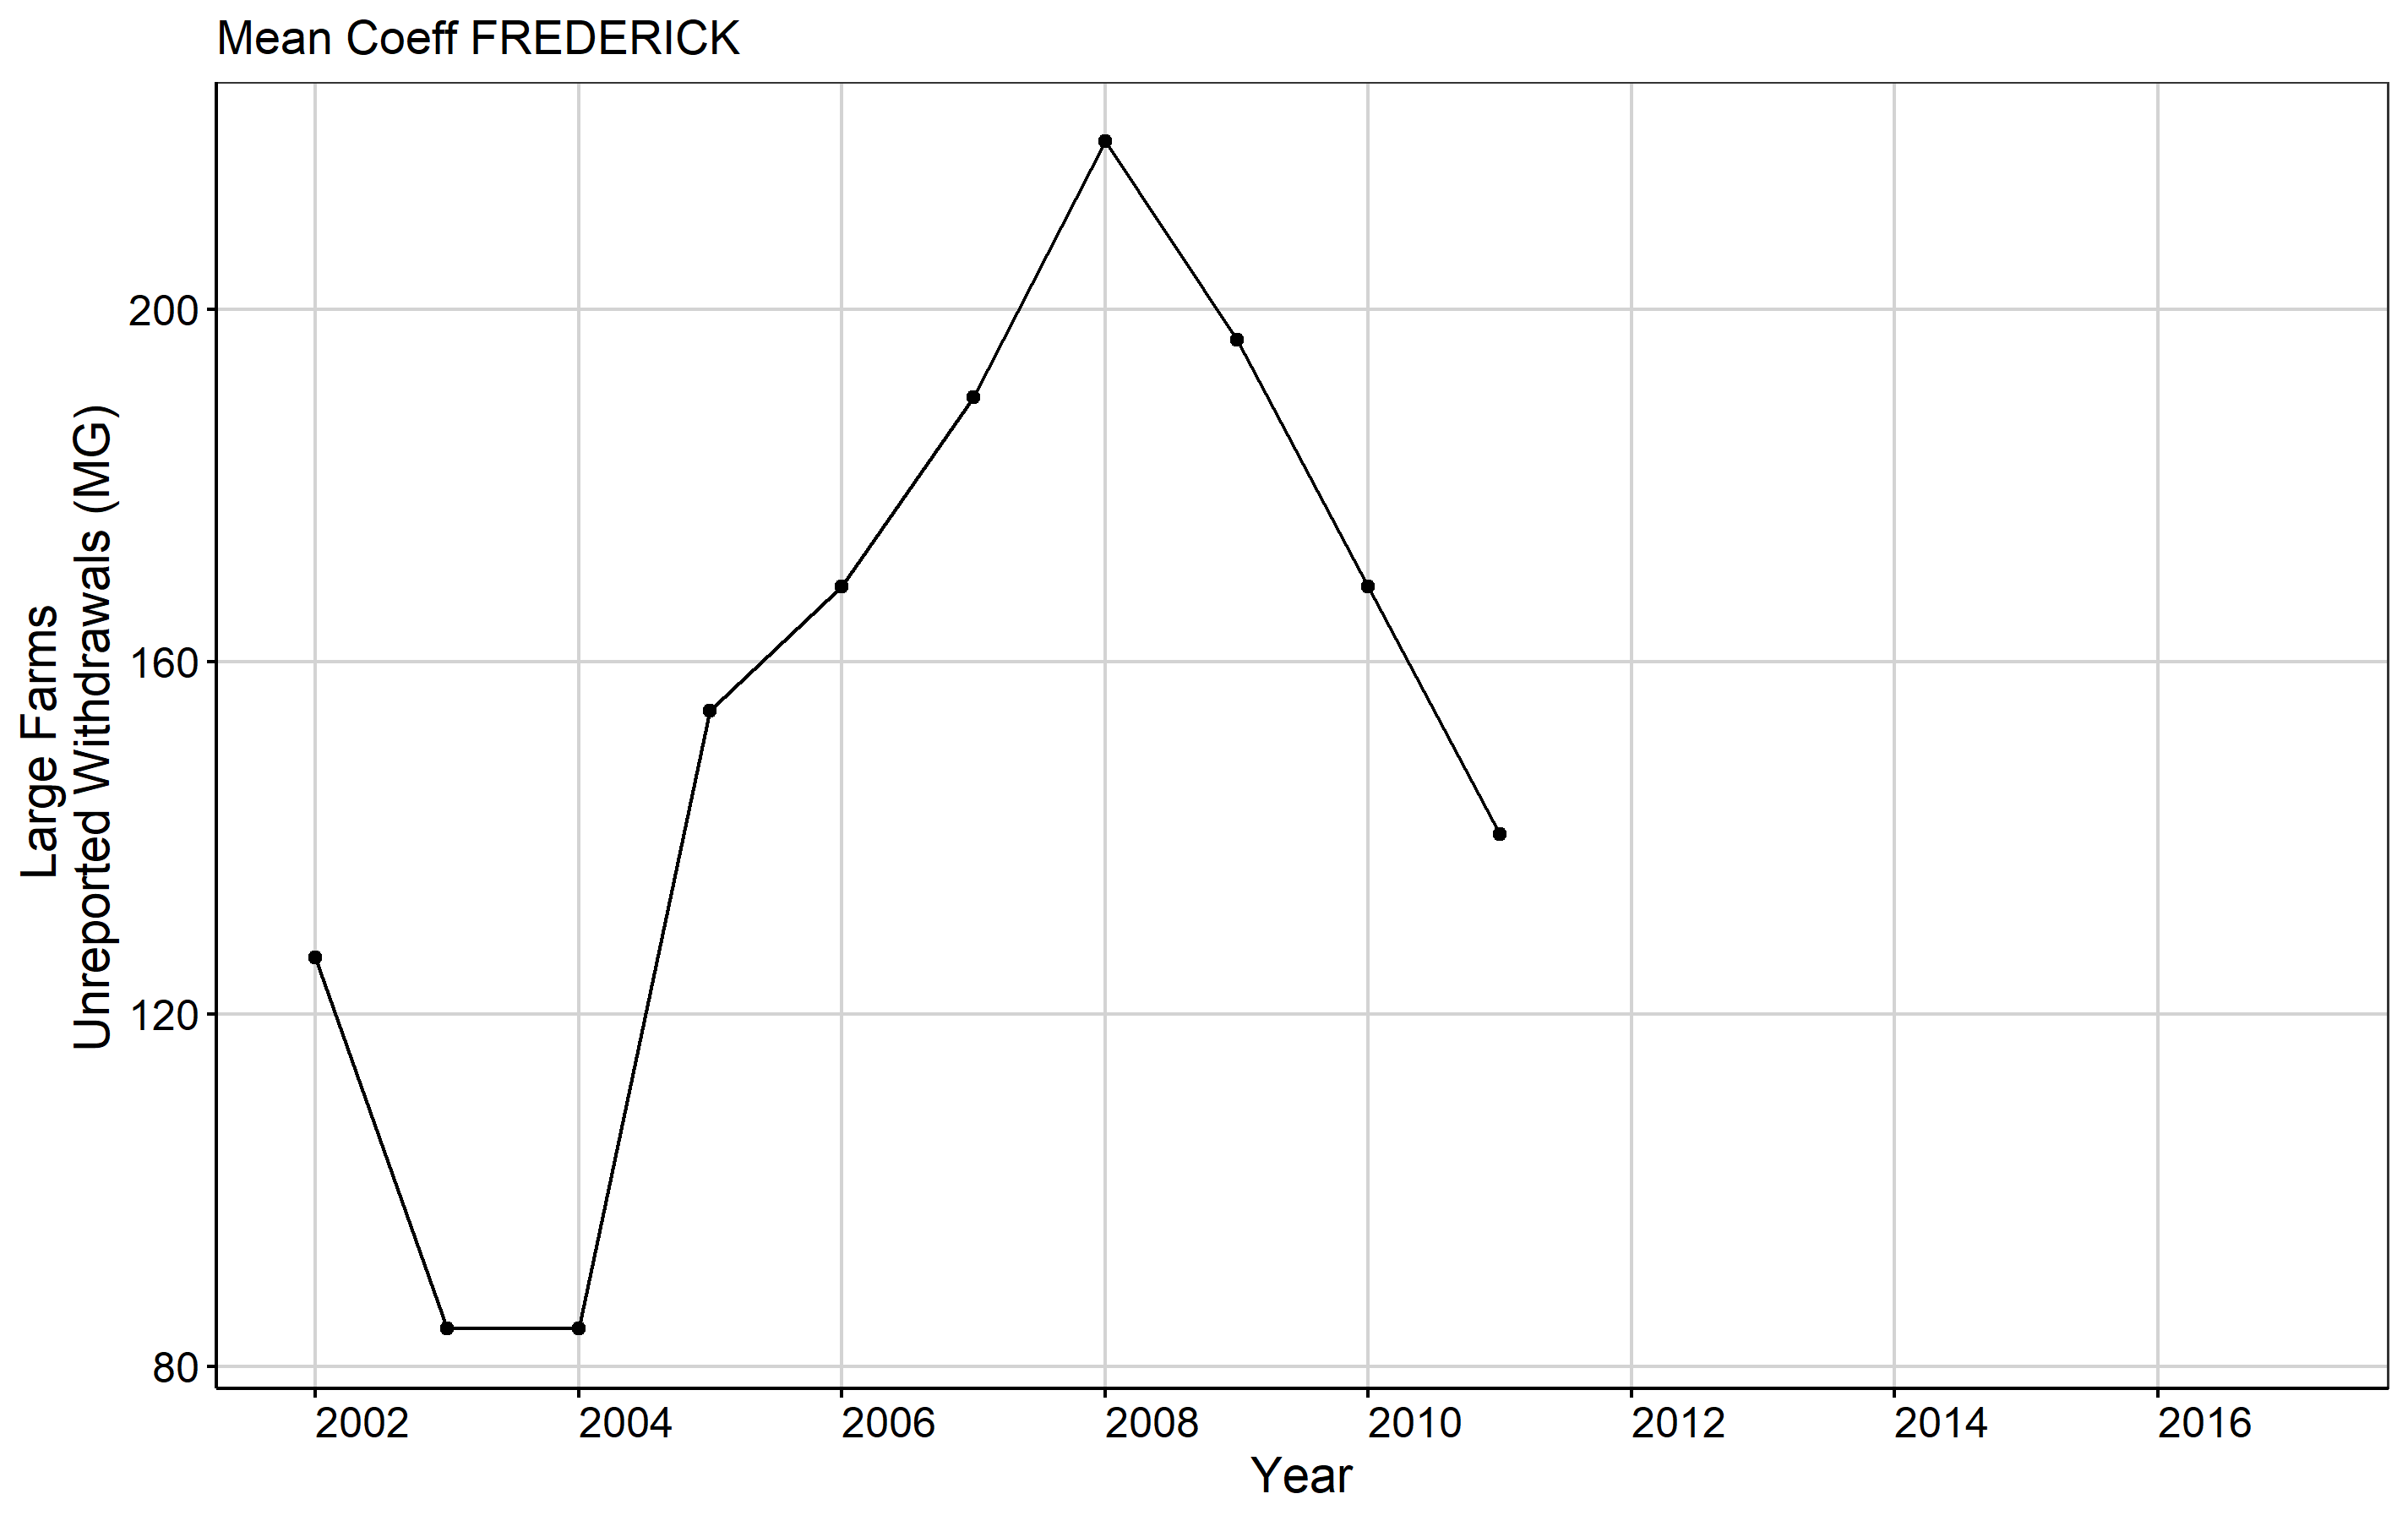 Mean Coeff FREDERICK
Large Farms
Unreported Withdrawals (MG)
200
160
120
80
2002 2004 2006 2008 2010 2012 2014 2016
Year